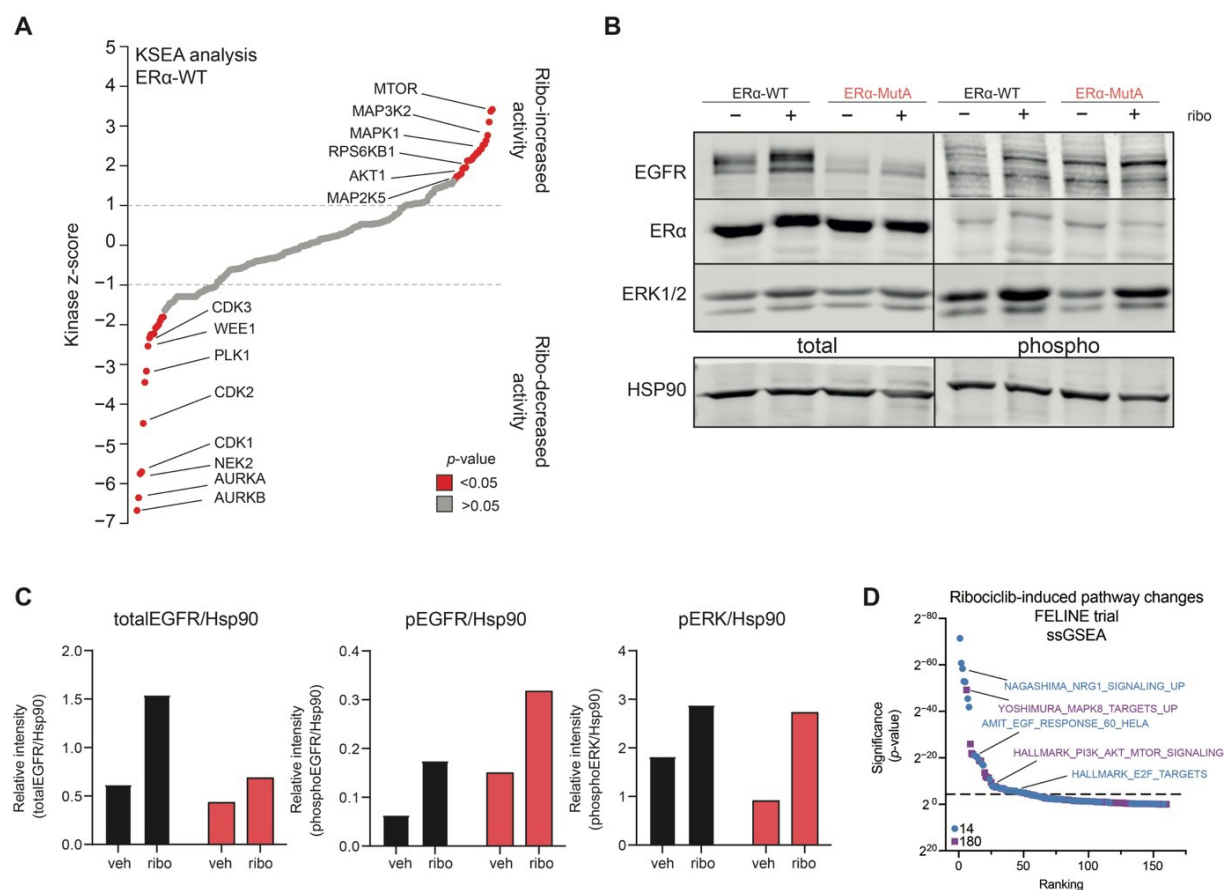 A
KSEA analysis
ERα-WT
Kinase z-score
5
4
3
2
1
0
−1
−2
−3
−4
−5
−6
−7
MTOR
MAP3K2
MAPK1
RPS6KB1
AKT1
MAP2K5
Ribo-increased
activity
CDK3
WEE1
PLK1
CDK2
CDK1
NEK2
AURKA
AURKB
Ribo-decreased
activity
p-value
<0.05
>0.05
B
ERα-WT ERα-MutA ERα-WT ERα-MutA
− + − + − + − + ribo
EGFR
ERα
ERK1/2
total phospho
HSP90
C
totalEGFR/Hsp90
Relative intensity
(totalEGFR/Hsp90)
2.0
1.5
1.0
0.5
0.0
veh ribo veh ribo
pEGFR/Hsp90
Relative intensity
(phosphoEGFR/Hsp90)
0.4
0.3
0.2
0.1
0.0
veh ribo veh ribo
pERK/Hsp90
Relative intensity
(phosphoERK/Hsp90)
4
3
2
1
0
veh ribo veh ribo
D
Ribociclib-induced pathway changes
FELINE trial
ssGSEA
Significance
(p-value)
2−80
2−60
2−40
2−20
2 0
220
NAGASHIMA_NRG1_SIGNALING_UP
YOSHIMURA_MAPK8_TARGETS_UP
AMIT_EGF_RESPONSE_60_HELA
HALLMARK_PI3K_AKT_MTOR_SIGNALING
HALLMARK_E2F_TARGETS
14
180
0 50 100 150
Ranking